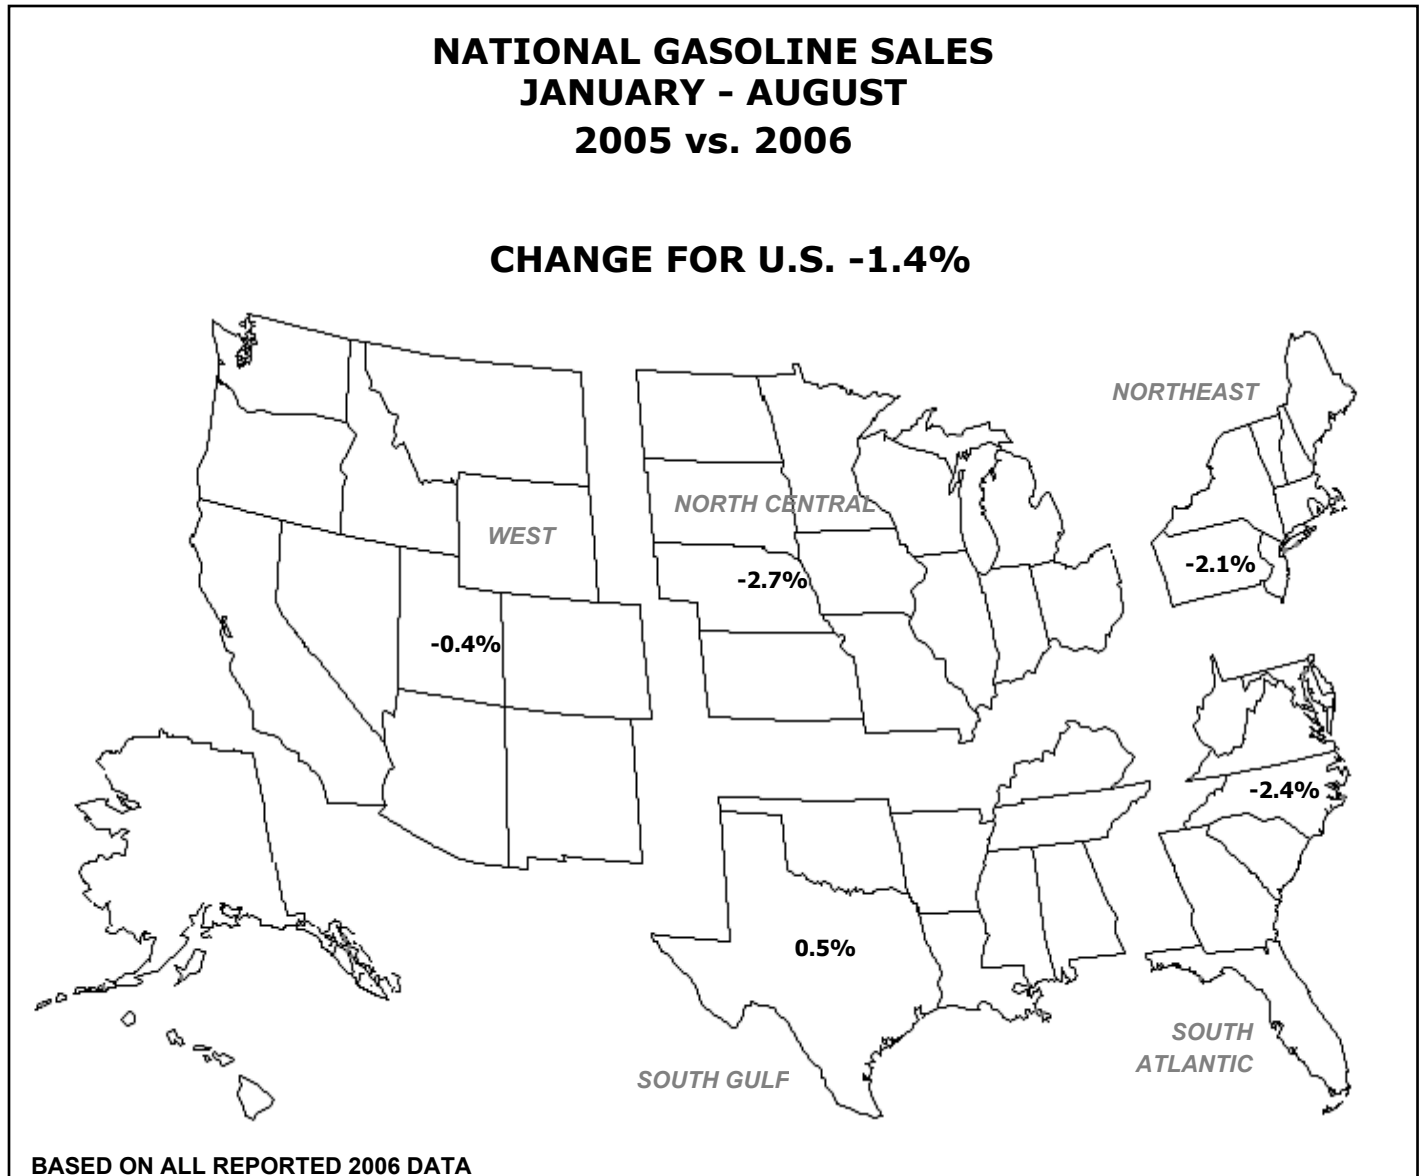 NATIONAL GASOLINE SALES
JANUARY - AUGUST
2005 vs. 2006
CHANGE FOR U.S. -1.4%
NORTHEAST
NORTH CENTRAL
WEST
-2.1%
-2.7%
-0.4%
-2.4%
0.5%
SOUTH
ATLANTIC
SOUTH GULF
BASED ON ALL REPORTED 2006 DATA